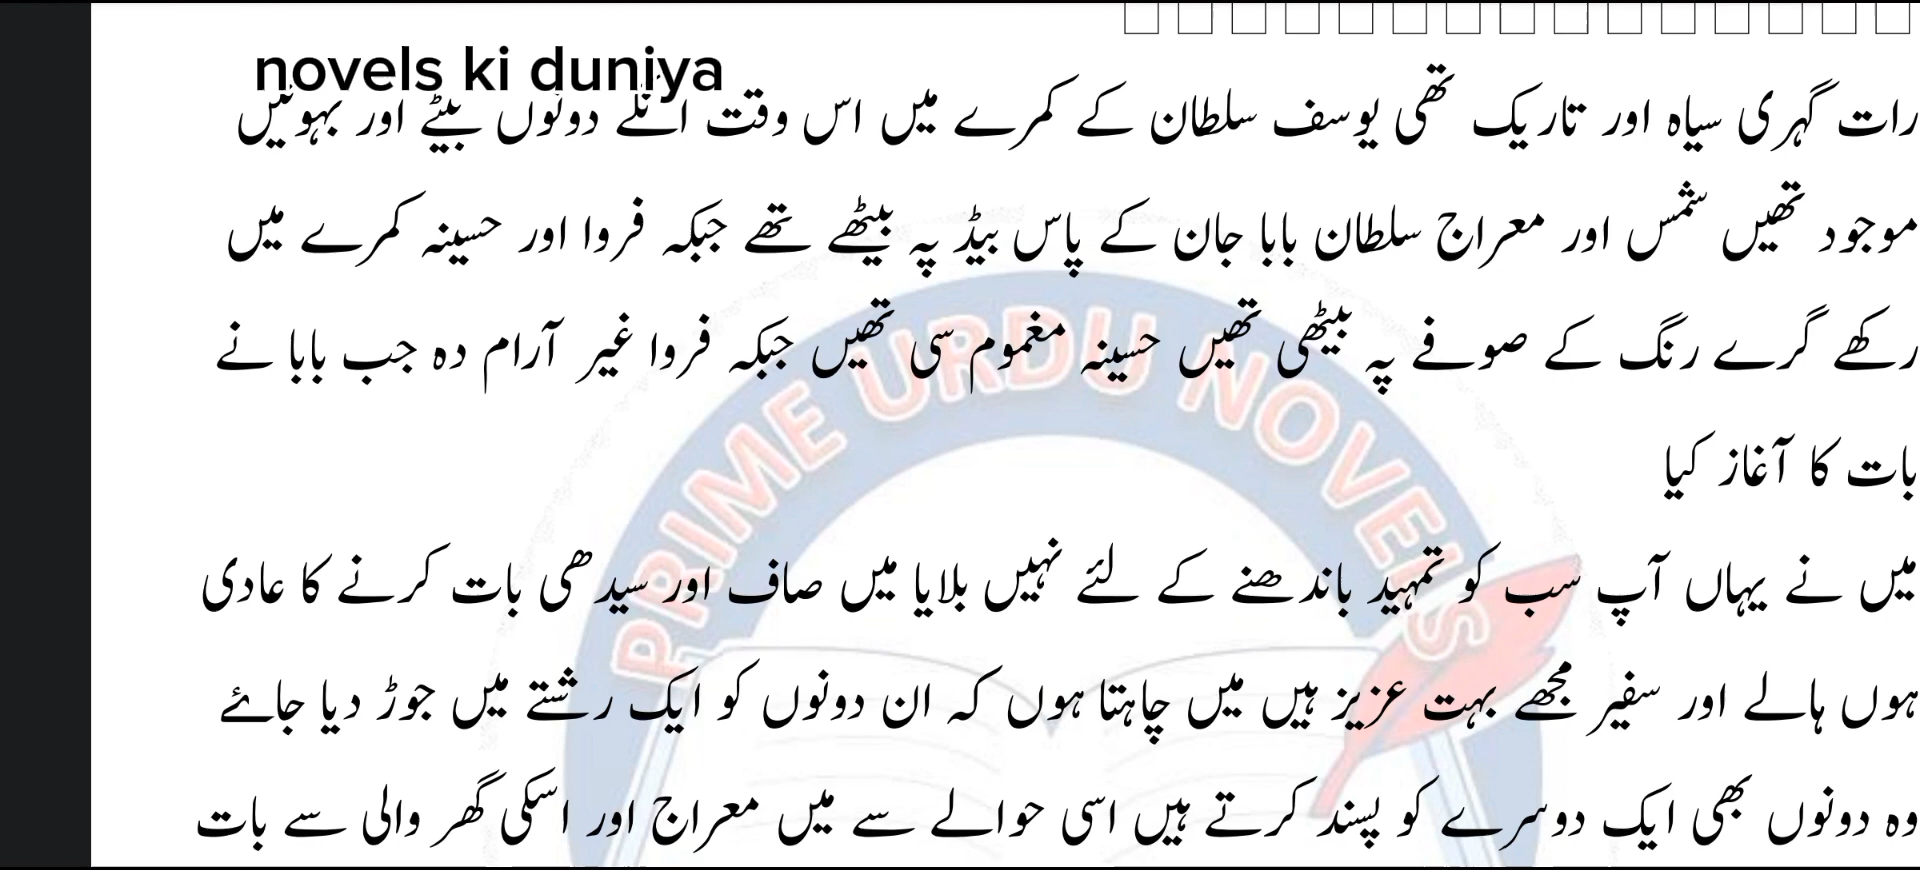 novels ki duniya
رات گہری سیاہ اور تاریک تھی یوسف سلطان کے کمرے میں اس وقت انکے دونوں بیٹے اور بہوئیں
موجود تھیں شمس اور معراج سلطان بابا جان کے پاس بیڈ پہ بیٹھے تھے جبکہ فروا اور حسینہ کمرے میں
رکھے گرے رنگ کے صوفے پہ بیٹھی تھیں حسینہ مغموم سی تھیں جبکہ فروا غیر آرام دہ جب بابا نے
بات کا آغاز کیا
PRIME URDU NOVELS
میں نے یہاں آپ سب کو تمہید باندھنے کے لئے نہیں بلایا میں صاف اور سیدھی بات کرنے کا عادی
ہوں ہالے اور سفیر مجھے بہت عزیز ہیں میں چاہتا ہوں کہ ان دونوں کو ایک رشتے میں جوڑ دیا جائے
وہ دونوں بھی ایک دوسرے کو پسند کرتے ہیں اسی حوالے سے میں معراج اور اسکی گھر والی سے بات